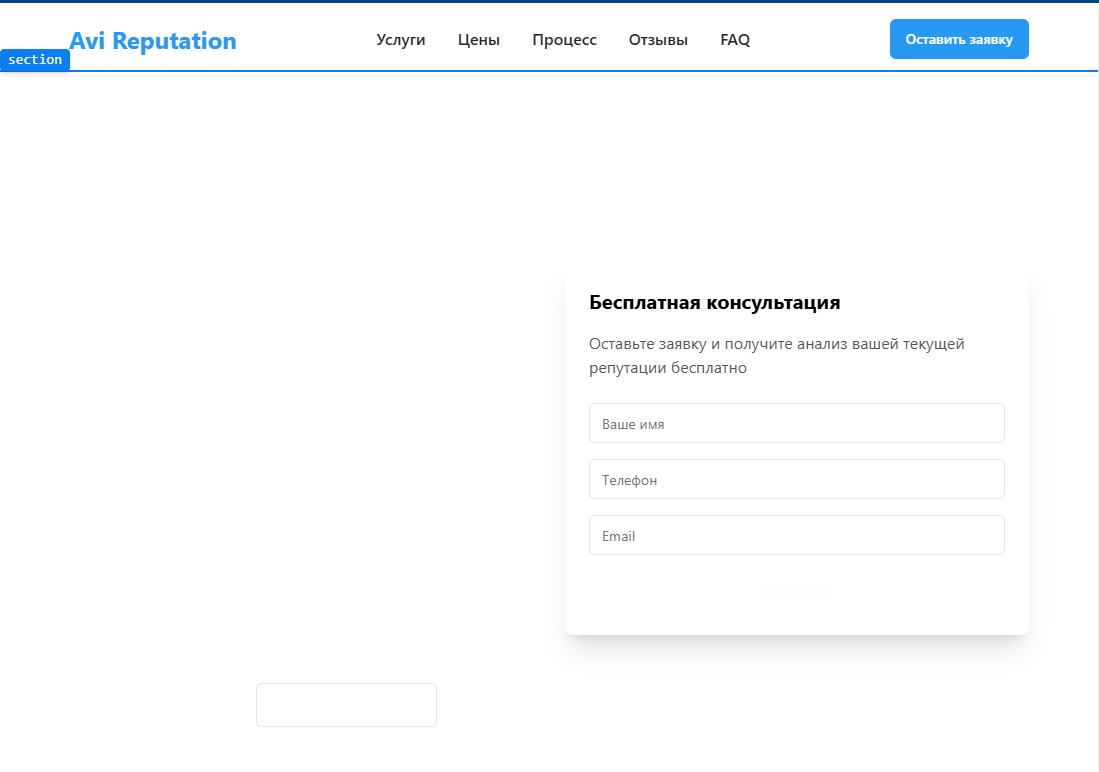 Avi Reputation
Услуги
Цены
Процесс
Отзывы
FAQ
Оставить заявку
section
Бесплатная консультация
Оставьте заявку и получите анализ вашей текущей
репутации бесплатно
Ваше имя
Телефон
Email